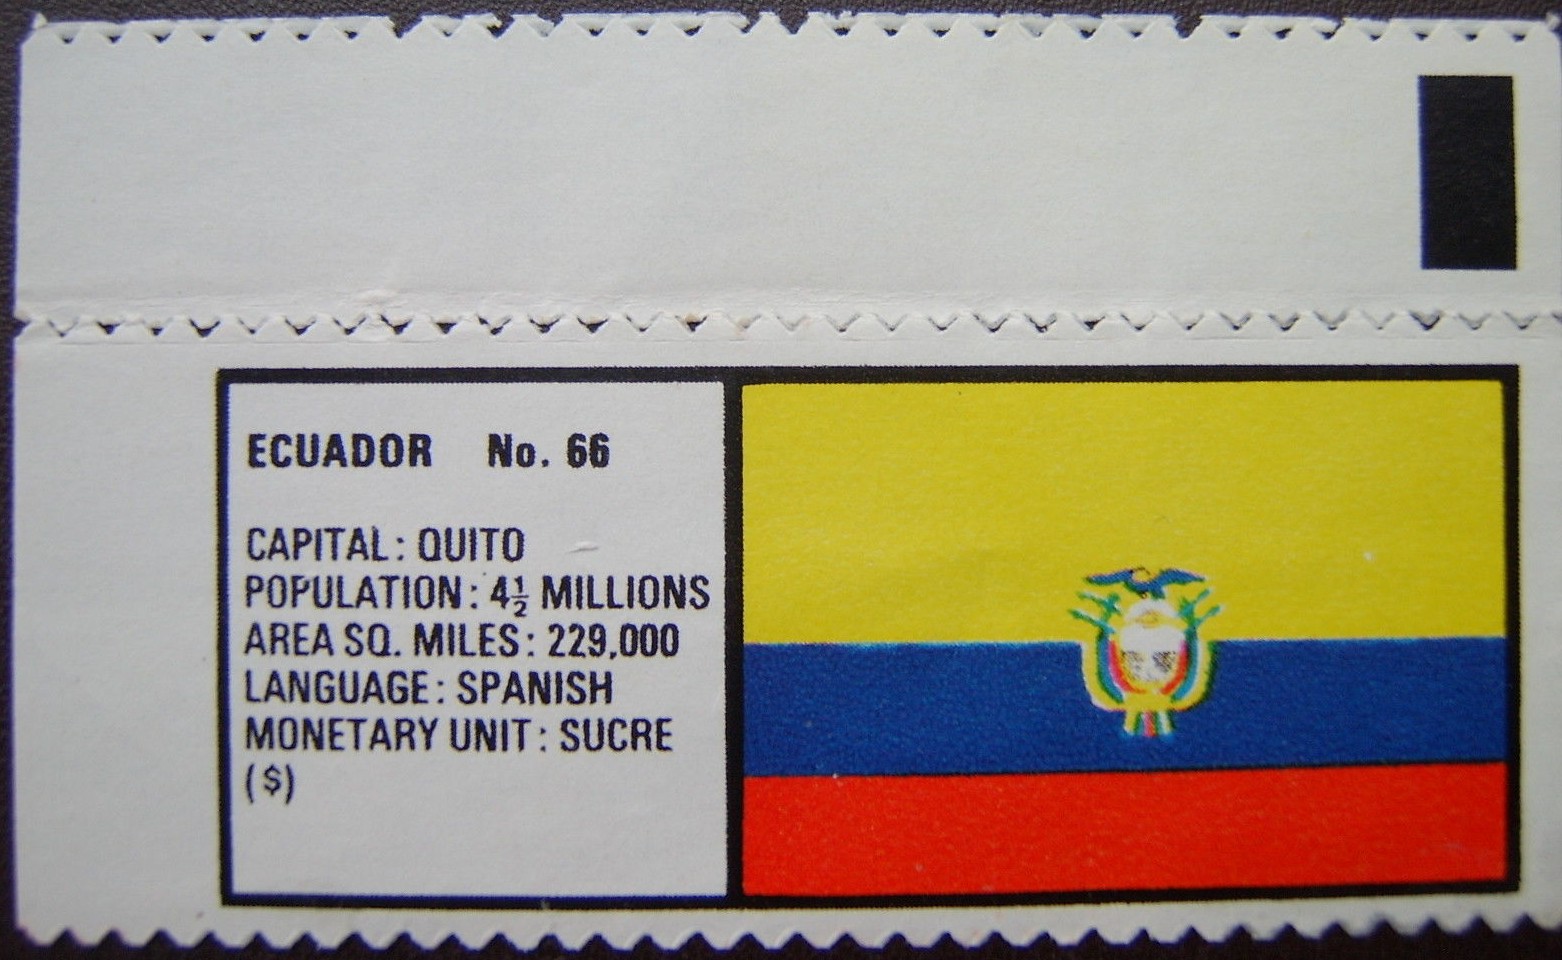 ECUADOR No. 66
CAPITAL: QUITO
POPULATION: 4½ MILLIONS
AREA SQ. MILES: 229,000
LANGUAGE: SPANISH
MONETARY UNIT: SUCRE
($)